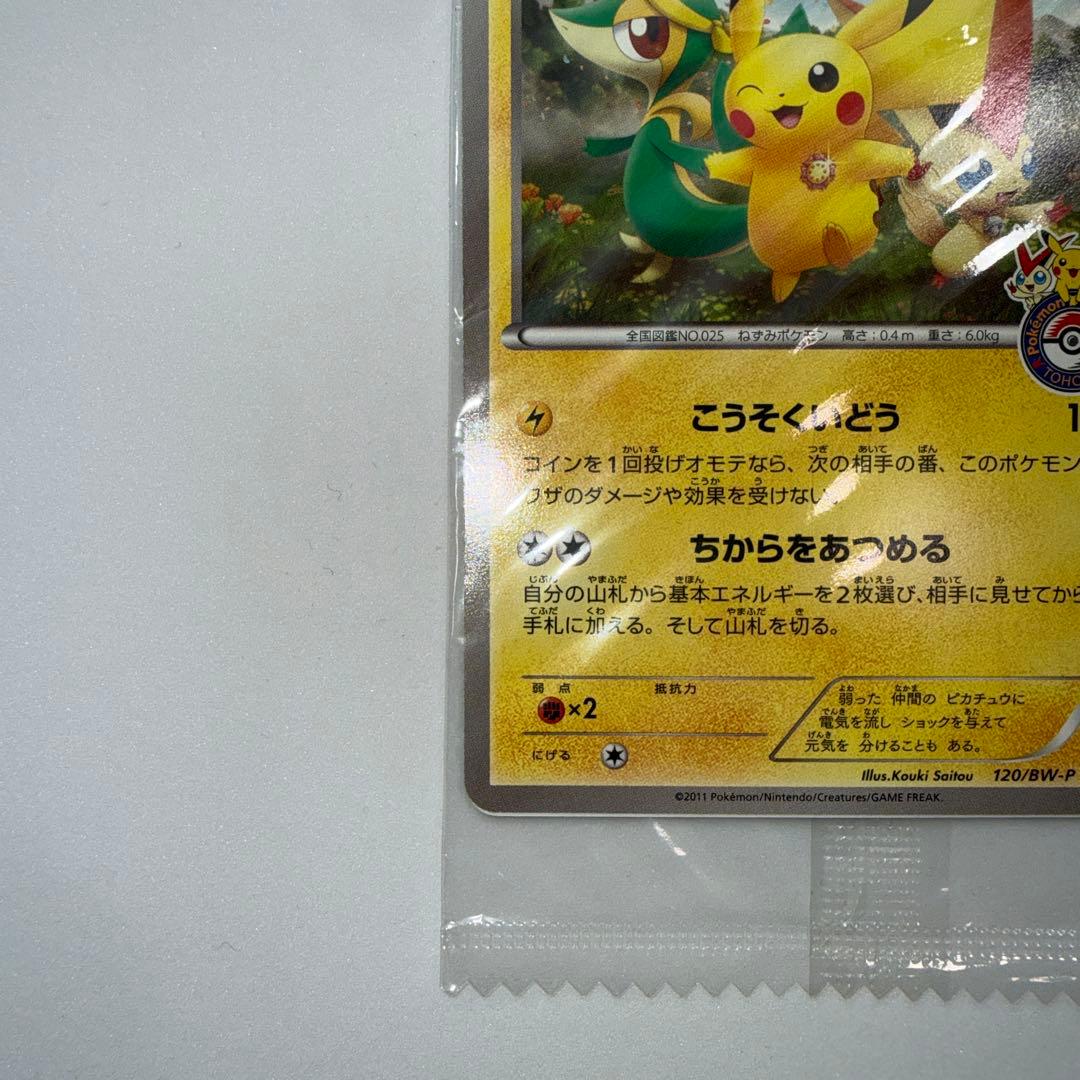 全国図鑑NO.025 ねずみポケモン 高さ:0.4m 重さ:6.0kg
Pokémon
TOHO
こうそくいどう 1
コインを1回投げオモテなら、次の相手の番、このポケモン
ワザのダメージや効果を受けない。
ちからをあつめる
自分の山札から基本エネルギーを2枚選び、相手に見せてから
手札に加える。そして山札を切る。
弱点 抵抗力
×2
にげる
弱った 仲間の ピカチュウに
電気を流し ショックを与えて
元気を 分けることも ある。
Illus.Kouki Saitou 120/BW-P
©2011 Pokémon/Nintendo/Creatures/GAME FREAK.